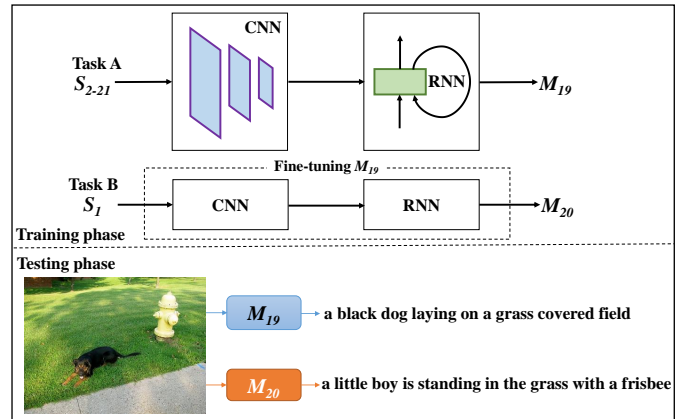 CNN
Task A
S2-21
RNN
M19
Fine-tuning M19
Task B
S1
CNN
RNN
M20
Training phase
Testing phase
M19
a black dog laying on a grass covered field
M20
a little boy is standing in the grass with a frisbee